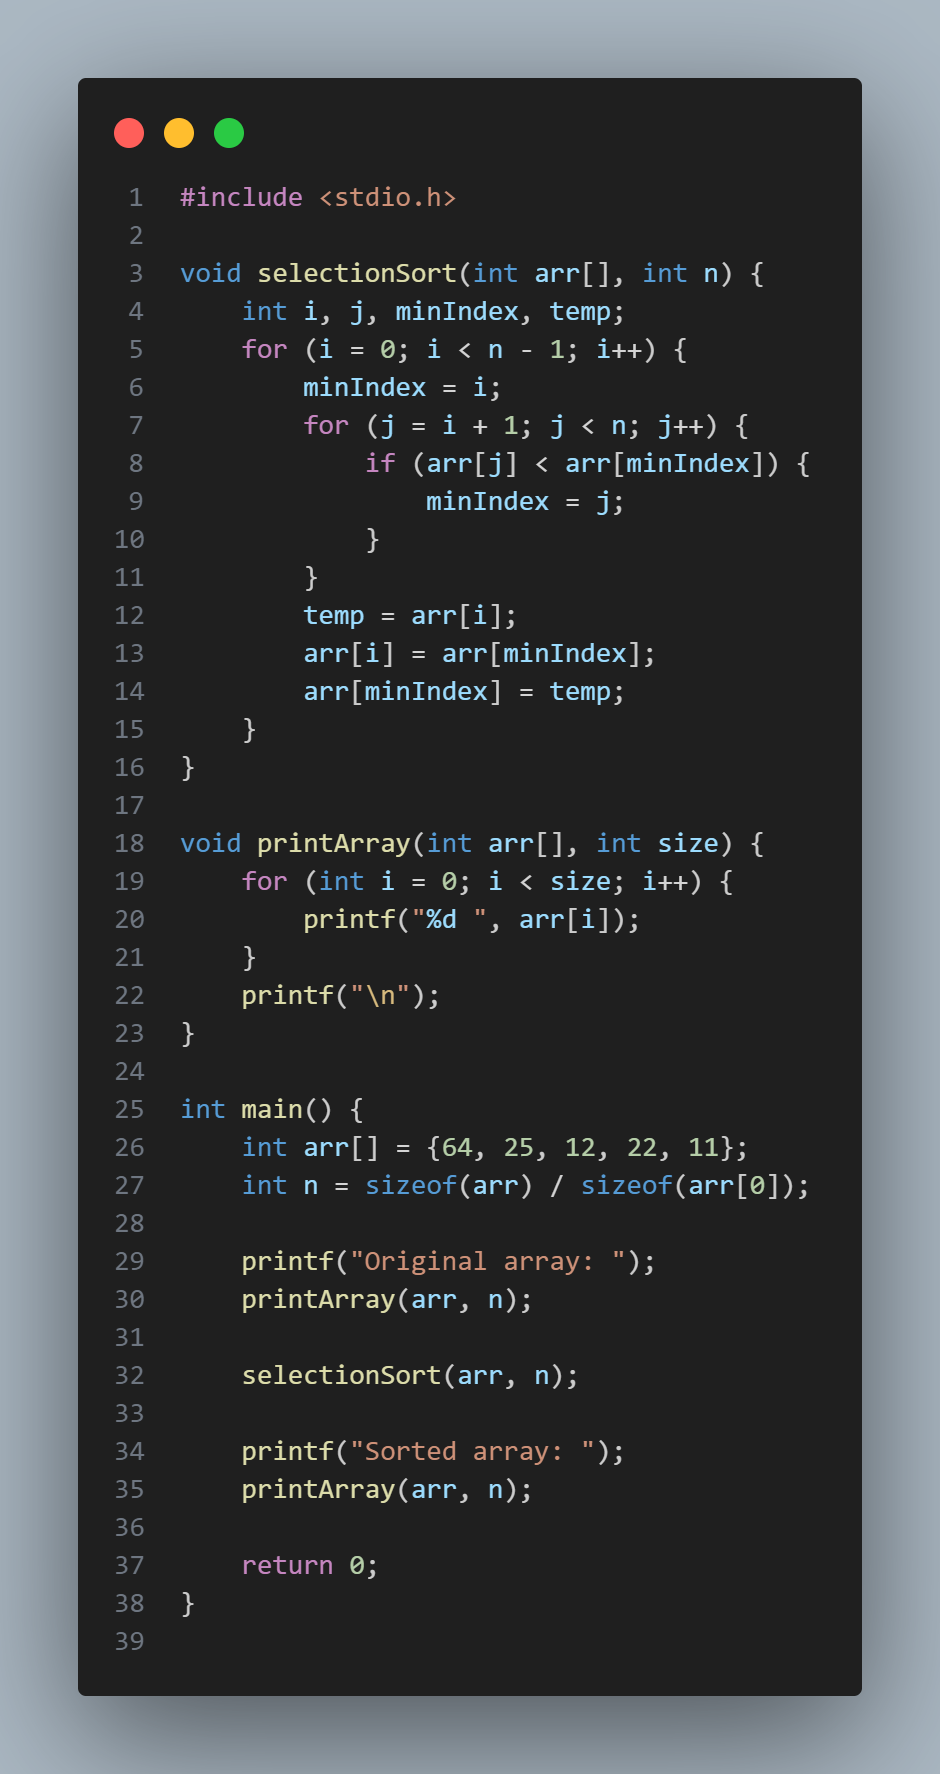 1 #include <stdio.h>
2
3 void selectionSort(int arr[], int n) {
4     int i, j, minIndex, temp;
5     for (i = 0; i < n - 1; i++) {
6         minIndex = i;
7         for (j = i + 1; j < n; j++) {
8             if (arr[j] < arr[minIndex]) {
9                 minIndex = j;
10             }
11         }
12         temp = arr[i];
13         arr[i] = arr[minIndex];
14         arr[minIndex] = temp;
15     }
16 }
17
18 void printArray(int arr[], int size) {
19     for (int i = 0; i < size; i++) {
20         printf("%d ", arr[i]);
21     }
22     printf("\n");
23 }
24
25 int main() {
26     int arr[] = {64, 25, 12, 22, 11};
27     int n = sizeof(arr) / sizeof(arr[0]);
28
29     printf("Original array: ");
30     printArray(arr, n);
31
32     selectionSort(arr, n);
33
34     printf("Sorted array: ");
35     printArray(arr, n);
36
37     return 0;
38 }
39